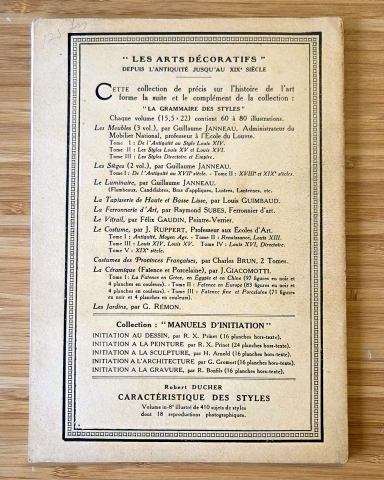 " LES ARTS DÉCORATIFS "
DEPUIS L'ANTIQUITÉ JUSQU'AU XIXe SIÈCLE
CETTE collection de précis sur l'histoire de l'art
forme la suite et le complément de la collection :
"LA GRAMMAIRE DES STYLES"
Chaque volume (15,5 × 22) contient 60 à 80 illustrations.
Les Meubles (3 vol.), par Guillaume JANNEAU, Administrateur du
Mobilier National, professeur à l'École du Louvre.
Tome I : De l'Antiquité au Style Louis XIV.
Tome II : Les Styles Louis XV et Louis XVI.
Tome III : Les Styles Directoire et Empire.
Les Sièges (2 vol.), par Guillaume JANNEAU.
Tome I : De l'Antiquité au XVIIe siècle. - Tome II : XVIIIe et XIXe siècles.
Le Luminaire, par Guillaume JANNEAU.
(Flambeaux, Candélabres, Bras d'appliques, Lustres, Lanternes, etc.
La Tapisserie de Haute et Basse Lisse, par Louis GUIMBAUD.
La Ferronnerie d'Art, par Raymond SUBES, Ferronnier d'art.
Le Vitrail, par Félix GAUDIN, Peintre-Verrier.
Le Costume, par J. RUPPERT, Professeur aux Ecoles d'Art.
Tome I : Antiquité, Moyen Age. - Tome II : Renaissance, Louis XIII.
Tome III : Louis XIV, Louis XV. Tome IV : Louis XVI, Directoire.
Tome V : XIXe siècle.
Costumes des Provinces Françaises, par Charles BRUN, 2 Tomes.
La Céramique (Faïence et Porcelaine), par J. GIACOMOTTI.
Tome I : La Faïence en Grèce, en Égypte et en Chine (97 figures en noir et
4 planches en couleurs). - Tome II : Faïence en Europe (83 figures en noir et
4 planches en couleurs). - Tome III : Faïence fine et Porcelaine (71 figures
en noir et 4 planches en couleurs).
Les Jardins, par G. RÉMON.
Collection : "MANUELS D'INITIATION"
INITIATION AU DESSIN, par R. X. Prinet (16 planches hors-texte).
INITIATION A LA PEINTURE par R. X. Prinet (24 planches hors-texte).
INITIATION A LA SCULPTURE, par H. Arnold (16 planches hors-texte).
INITIATION A L'ARCHITECTURE par G. Gromort (16 planches hors-texte).
INITIATION A LA GRAVURE, par R. Bonfils (16 planches hors-texte).
Robert DUCHER
CARACTÉRISTIQUE DES STYLES
Volume in-8º illustré de 410 sujets de styles
dont 18 reproductions photographiques.